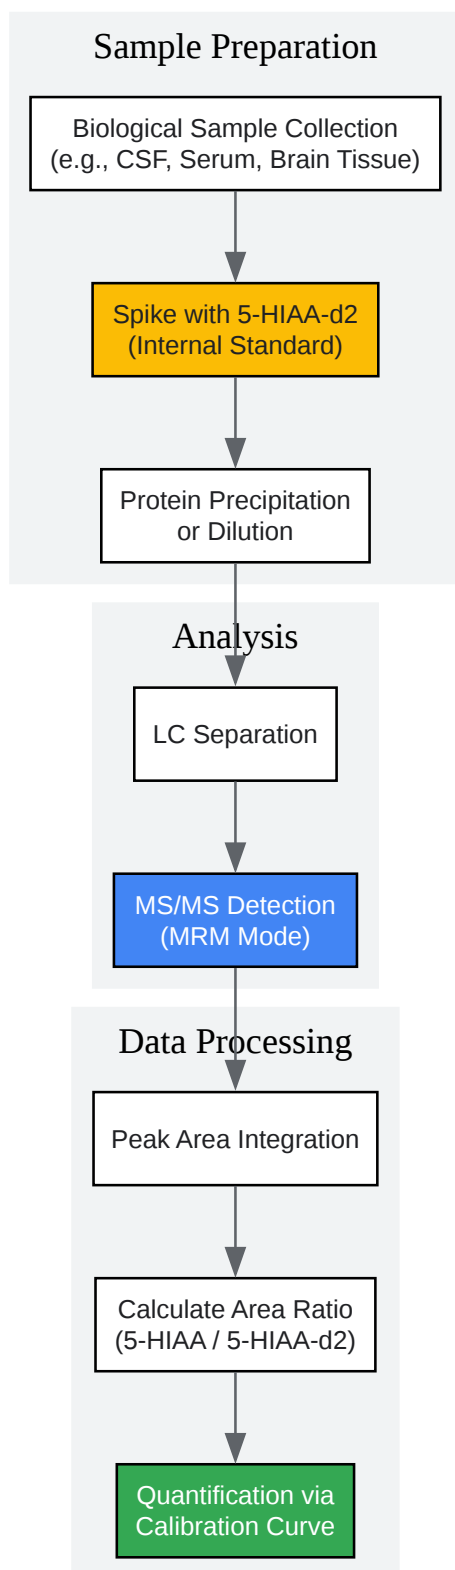 Sample Preparation
Biological Sample Collection
(e.g., CSF, Serum, Brain Tissue)
Spike with 5-HIAA-d2
(Internal Standard)
Protein Precipitation
or Dilution
Analysis
LC Separation
MS/MS Detection
(MRM Mode)
Data Processing
Peak Area Integration
Calculate Area Ratio
(5-HIAA / 5-HIAA-d2)
Quantification via
Calibration Curve